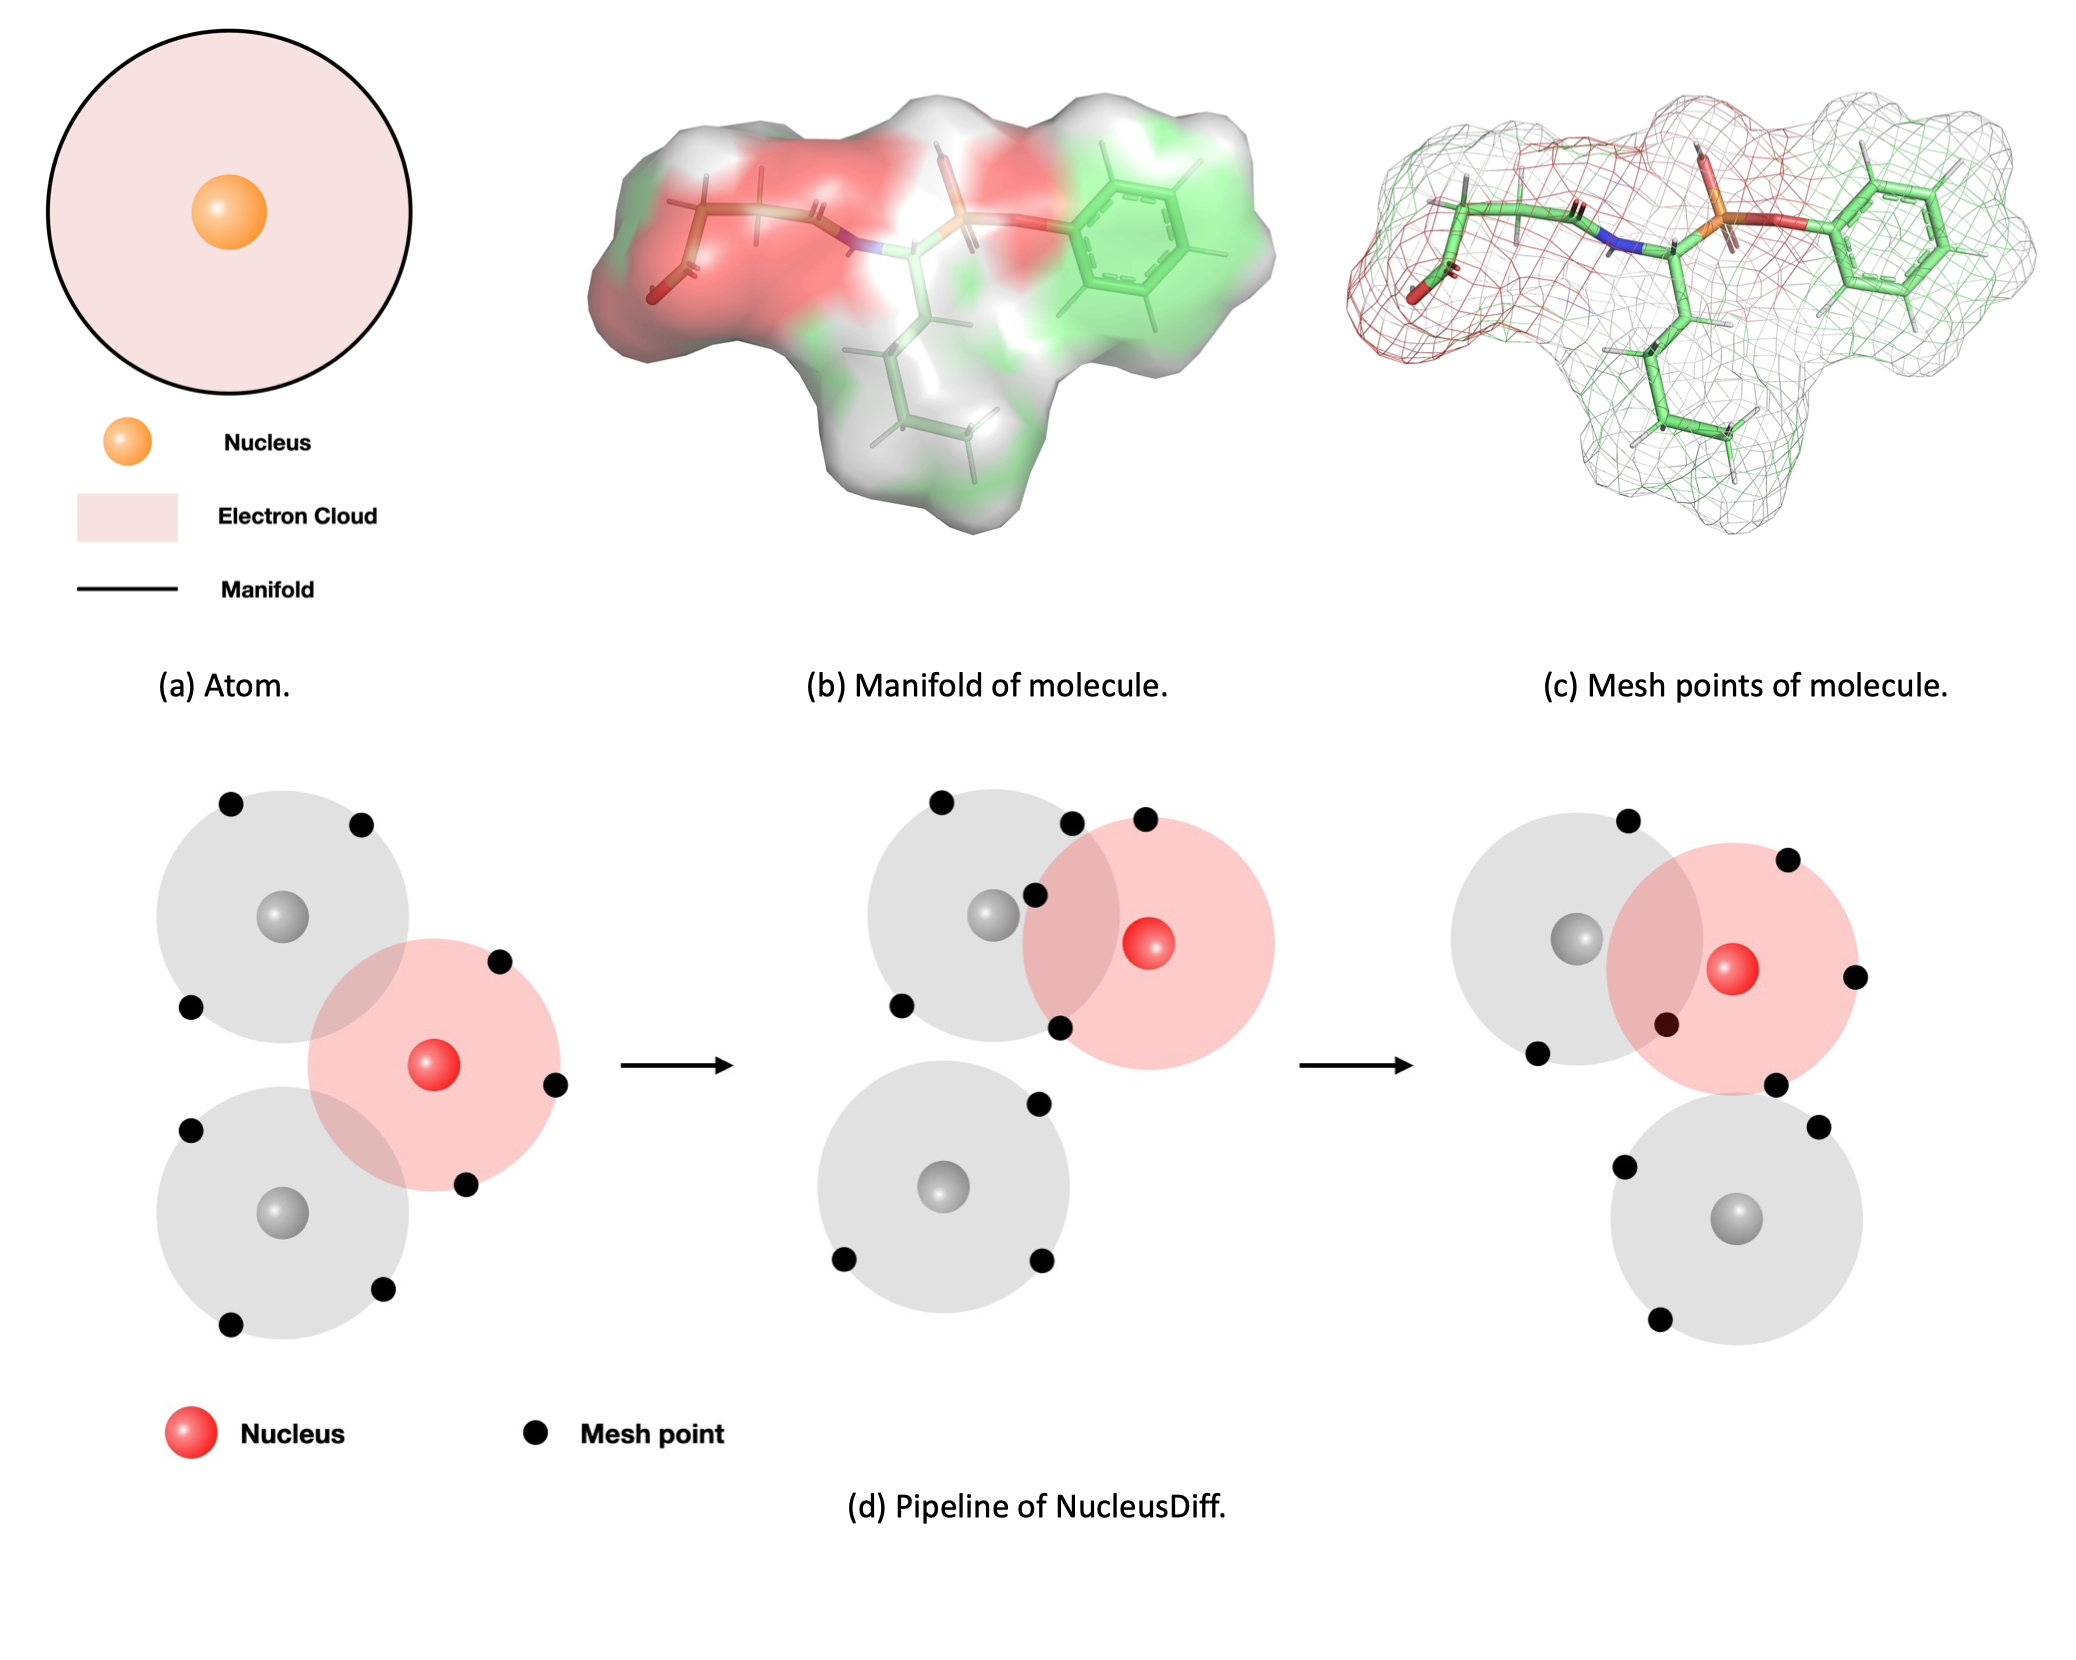 Nucleus
Electron Cloud
Manifold
(a) Atom.
(b) Manifold of molecule.
(c) Mesh points of molecule.
Nucleus
Mesh point
(d) Pipeline of NucleusDiff.